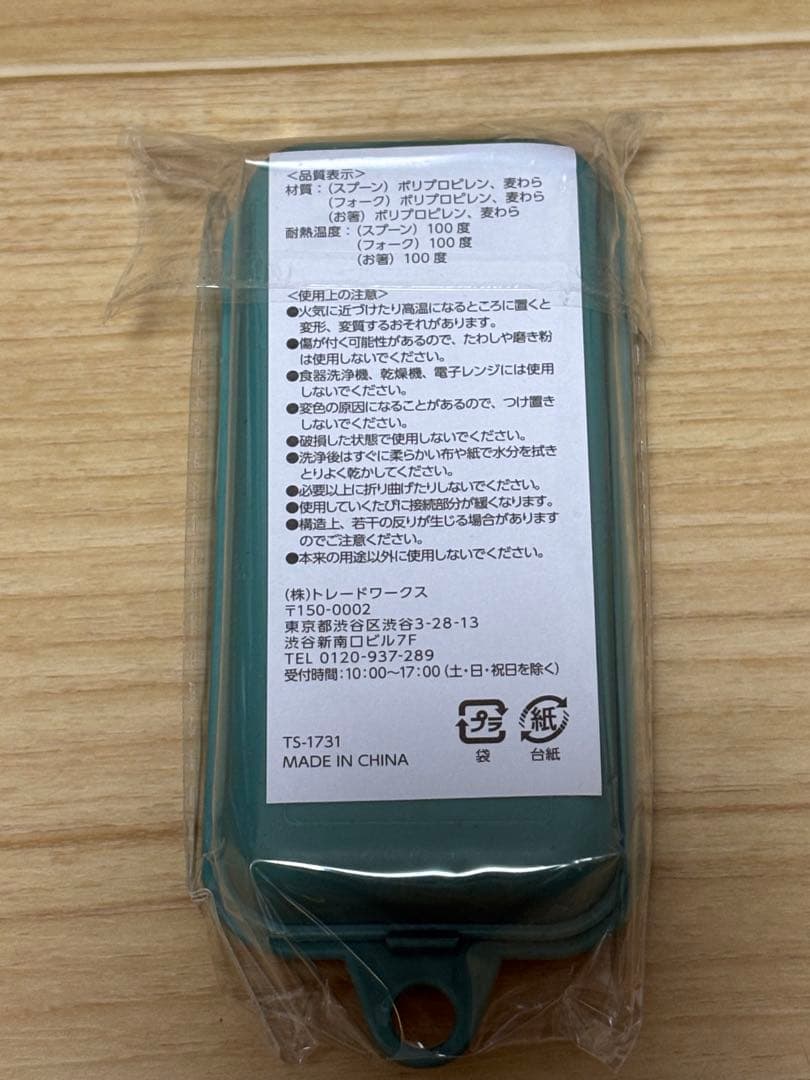 <品質表示>
材質：(スプーン) ポリプロピレン、麦わら
(フォーク) ポリプロピレン、麦わら
(お箸) ポリプロピレン、麦わら
耐熱温度：(スプーン) 100度
(フォーク) 100度
(お箸) 100度
<使用上の注意>
●火気に近づけたり高温になるところに置くと
変形、変質するおそれがあります。
●傷が付く可能性があるので、たわしや磨き粉
は使用しないでください。
●食器洗浄機、乾燥機、電子レンジには使用
しないでください。
●変色の原因になることがあるので、つけ置き
しないでください。
●破損した状態で使用しないでください。
●洗浄後はすぐに柔らかい布や紙で水分を拭き
とりよく乾かしてください。
●必要以上に折り曲げたりしないでください。
●使用していくたびに接続部分が緩くなります。
●構造上、若干の反りが生じる場合があります
のでご注意ください。
●本来の用途以外に使用しないでください。
(株)トレードワークス
〒150-0002
東京都渋谷区渋谷3-28-13
渋谷新南口ビル7F
TEL 0120-937-289
受付時間：10:00〜17:00 (土・日・祝日を除く)
プラ 紙
袋 台紙
TS-1731
MADE IN CHINA